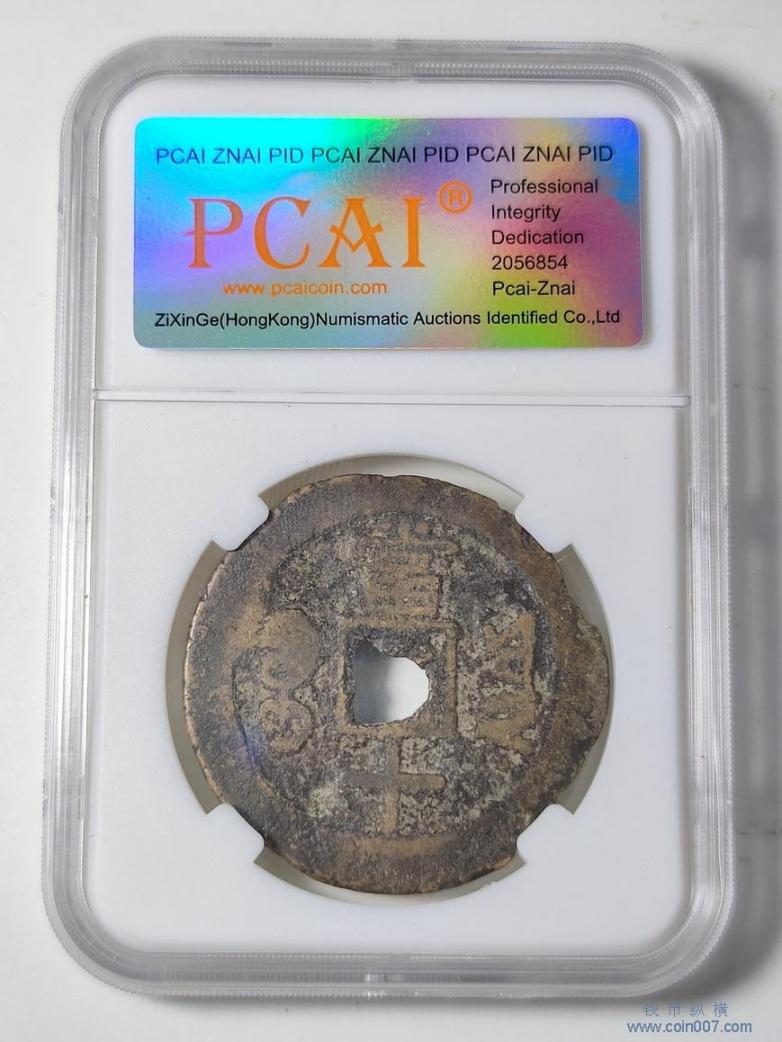 PCAI ZNAI PID PCAI ZNAI PID PCAI ZNAI PID
PCAI®
Professional
Integrity
Dedication
2056854
Pcai-Znai
www.pcaicoin.com
ZiXinGe(HongKong)Numismatic Auctions Identified Co.,Ltd
當
十
钱币纵横
www.coin007.com